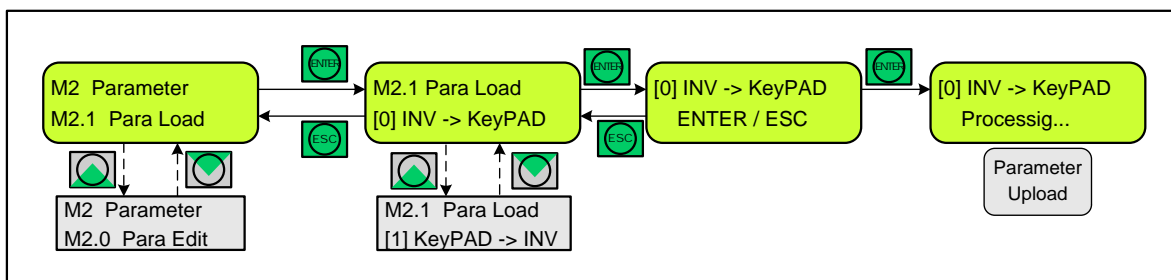 ENTER
ENTER
ENTER
M2 Parameter
M2.1 Para Load
M2.1 Para Load
[0] INV -> KeyPAD
[0] INV -> KeyPAD
ENTER / ESC
[0] INV -> KeyPAD
Processig...
ESC
ESC
M2 Parameter
M2.0 Para Edit
M2.1 Para Load
[1] KeyPAD -> INV
Parameter
Upload